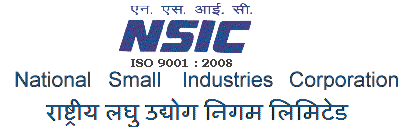 एन. एस. आई. सी.
NSIC
ISO 9001 : 2008
National Small Industries Corporation
राष्ट्रीय लघु उद्योग निगम लिमिटेड